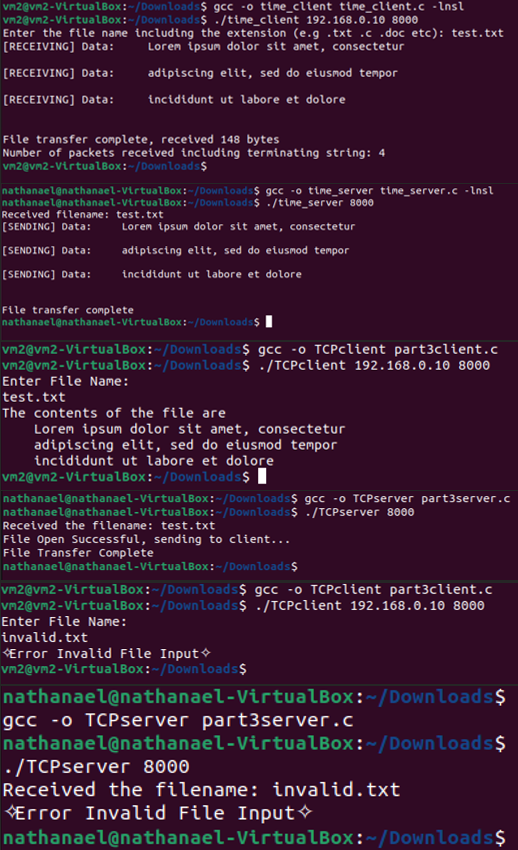 vm2@vm2-VirtualBox:~/Downloads$ gcc -o time_client time_client.c -lnsl
vm2@vm2-VirtualBox:~/Downloads$ ./time_client 192.168.0.10 8000
Enter the file name including the extension (e.g .txt .c .doc etc): test.txt
[RECEIVING] Data:     Lorem ipsum dolor sit amet, consectetur
[RECEIVING] Data:     adipiscing elit, sed do eiusmod tempor
[RECEIVING] Data:     incididunt ut labore et dolore
File transfer complete, received 148 bytes
Number of packets received including terminating string: 4
vm2@vm2-VirtualBox:~/Downloads$
nathanael@nathanael-VirtualBox:~/Downloads$ gcc -o time_server time_server.c -lnsl
nathanael@nathanael-VirtualBox:~/Downloads$ ./time_server 8000
Received filename: test.txt
[SENDING] Data:     Lorem ipsum dolor sit amet, consectetur
[SENDING] Data:     adipiscing elit, sed do eiusmod tempor
[SENDING] Data:     incididunt ut labore et dolore
File transfer complete
nathanael@nathanael-VirtualBox:~/Downloads$
vm2@vm2-VirtualBox:~/Downloads$ gcc -o TCPclient part3client.c
vm2@vm2-VirtualBox:~/Downloads$ ./TCPclient 192.168.0.10 8000
Enter File Name:
test.txt
The contents of the file are
    Lorem ipsum dolor sit amet, consectetur
    adipiscing elit, sed do eiusmod tempor
    incididunt ut labore et dolore
vm2@vm2-VirtualBox:~/Downloads$
nathanael@nathanael-VirtualBox:~/Downloads$ gcc -o TCPserver part3server.c
nathanael@nathanael-VirtualBox:~/Downloads$ ./TCPserver 8000
Received the filename: test.txt
File Open Successful, sending to client...
File Transfer Complete
nathanael@nathanael-VirtualBox:~/Downloads$
vm2@vm2-VirtualBox:~/Downloads$ gcc -o TCPclient part3client.c
vm2@vm2-VirtualBox:~/Downloads$ ./TCPclient 192.168.0.10 8000
Enter File Name:
invalid.txt
✧Error Invalid File Input✧
vm2@vm2-VirtualBox:~/Downloads$
nathanael@nathanael-VirtualBox:~/Downloads$
gcc -o TCPserver part3server.c
nathanael@nathanael-VirtualBox:~/Downloads$
./TCPserver 8000
Received the filename: invalid.txt
✧Error Invalid File Input✧
nathanael@nathanael-VirtualBox:~/Downloads$